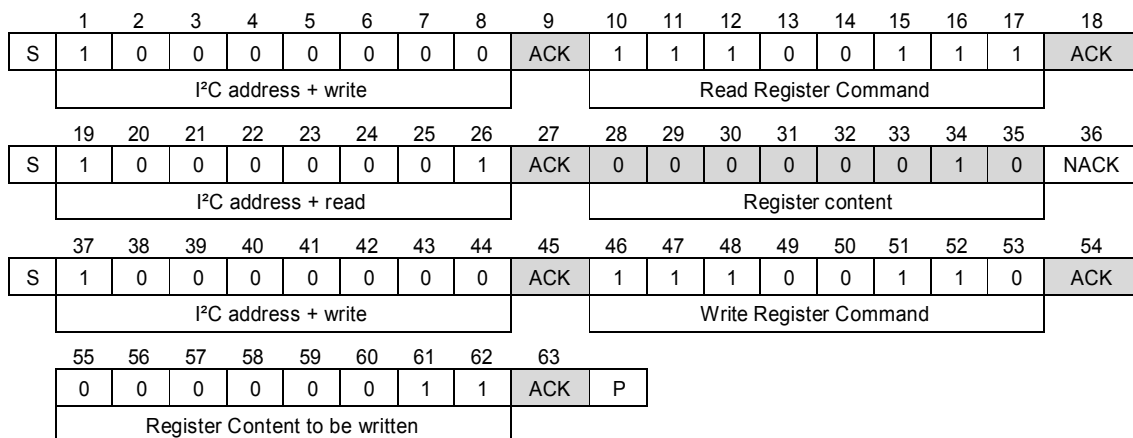 1 2 3 4 5 6 7 8 9 10 11 12 13 14 15 16 17 18
S 1 0 0 0 0 0 0 0 ACK 1 1 1 0 0 1 1 1 ACK
I²C address + write Read Register Command
19 20 21 22 23 24 25 26 27 28 29 30 31 32 33 34 35 36
S 1 0 0 0 0 0 0 1 ACK 0 0 0 0 0 0 1 0 NACK
I²C address + read Register content
37 38 39 40 41 42 43 44 45 46 47 48 49 50 51 52 53 54
S 1 0 0 0 0 0 0 0 ACK 1 1 1 0 0 1 1 0 ACK
I²C address + write Write Register Command
55 56 57 58 59 60 61 62 63
0 0 0 0 0 0 1 1 ACK P
Register Content to be written